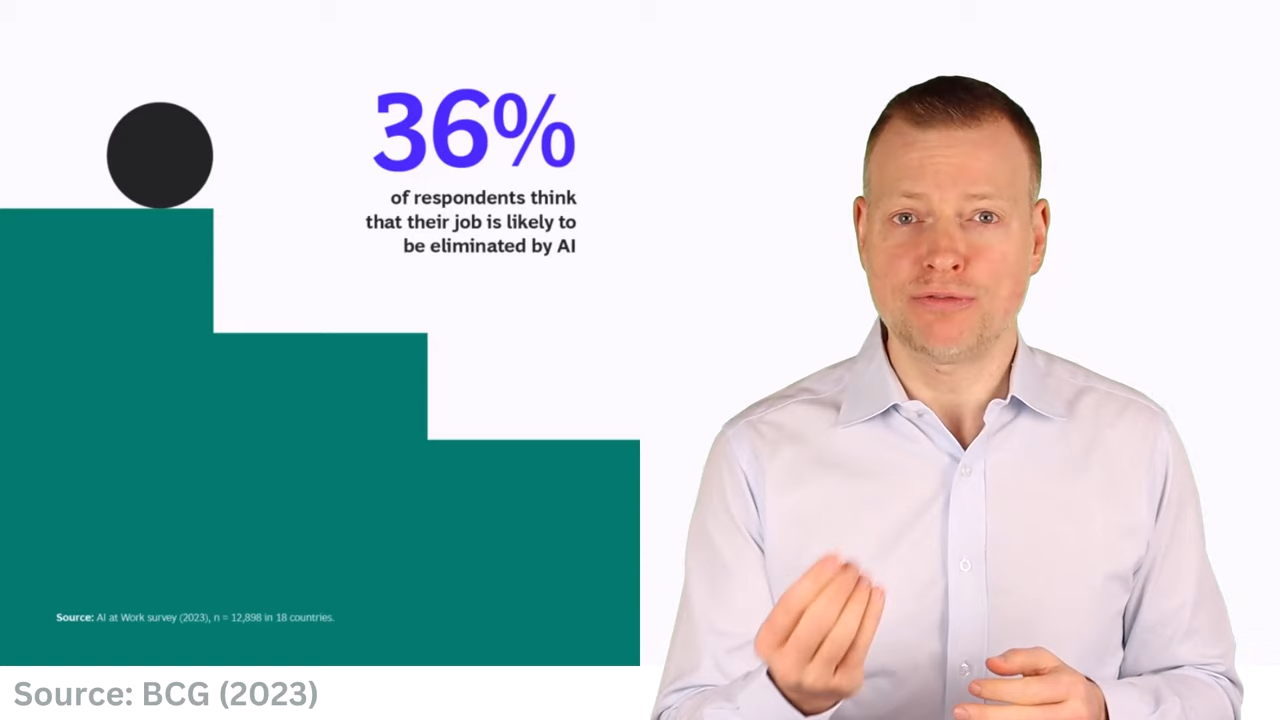 36%
of respondents think
that their job is likely to
be eliminated by AI
Source: AI at Work survey (2023), n = 12,898 in 18 countries.
Source: BCG (2023)